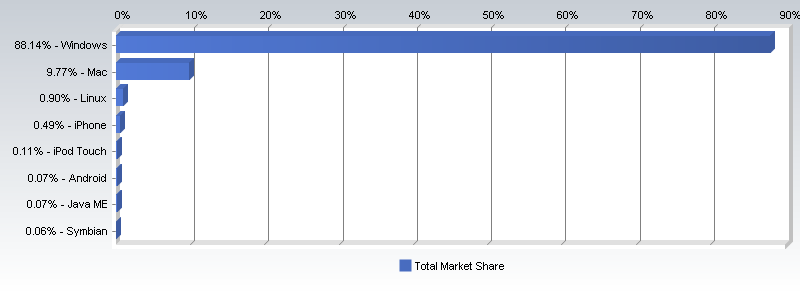 0% 10% 20% 30% 40% 50% 60% 70% 80% 90%
88.14% - Windows
9.77% - Mac
0.90% - Linux
0.49% - iPhone
0.11% - iPod Touch
0.07% - Android
0.07% - Java ME
0.06% - Symbian
Total Market Share